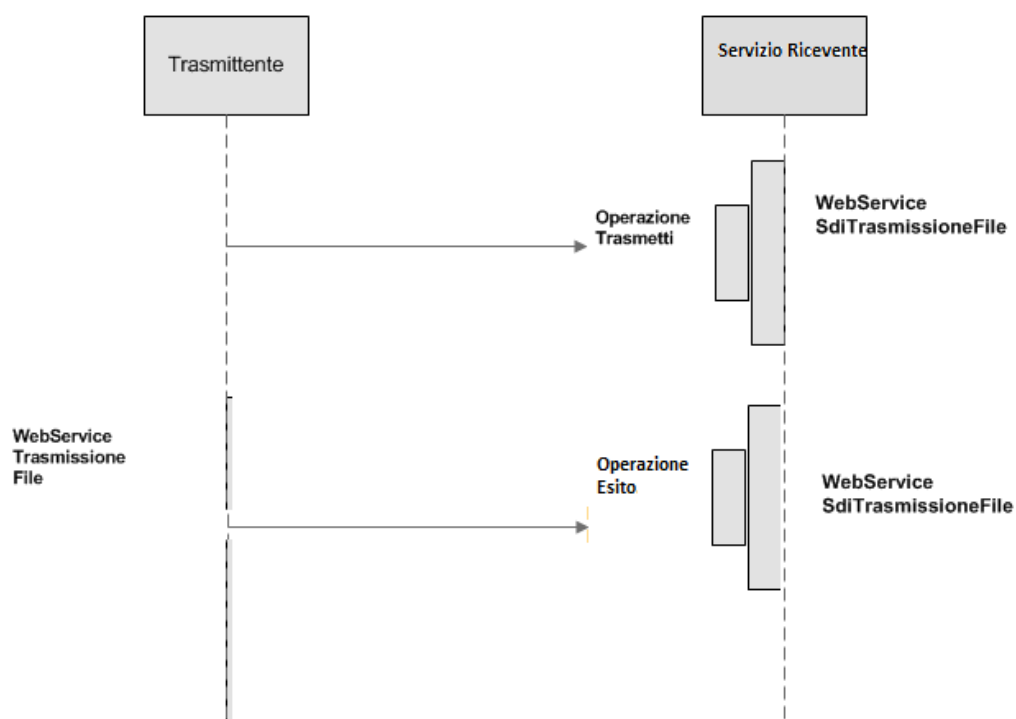 Trasmittente
Servizio Ricevente
Operazione
Trasmetti
WebService
SdiTrasmissioneFile
WebService
Trasmissione
File
Operazione
Esito
WebService
SdiTrasmissioneFile